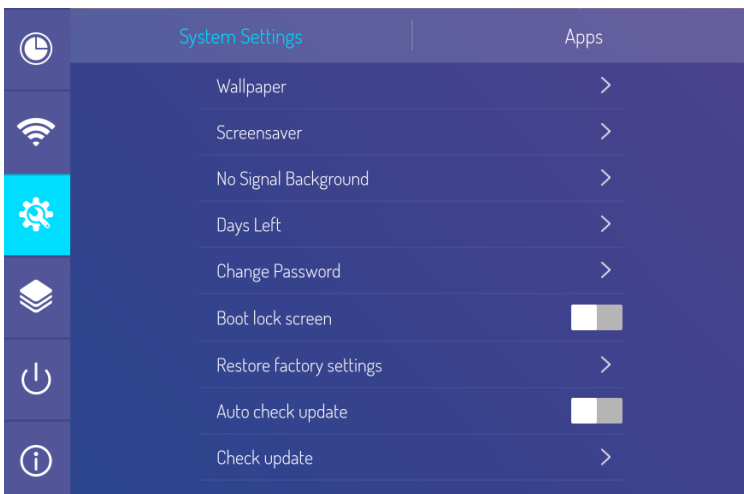 System Settings
Apps
Wallpaper
Screensaver
No Signal Background
Days Left
Change Password
Boot lock screen
Restore factory settings
Auto check update
Check update